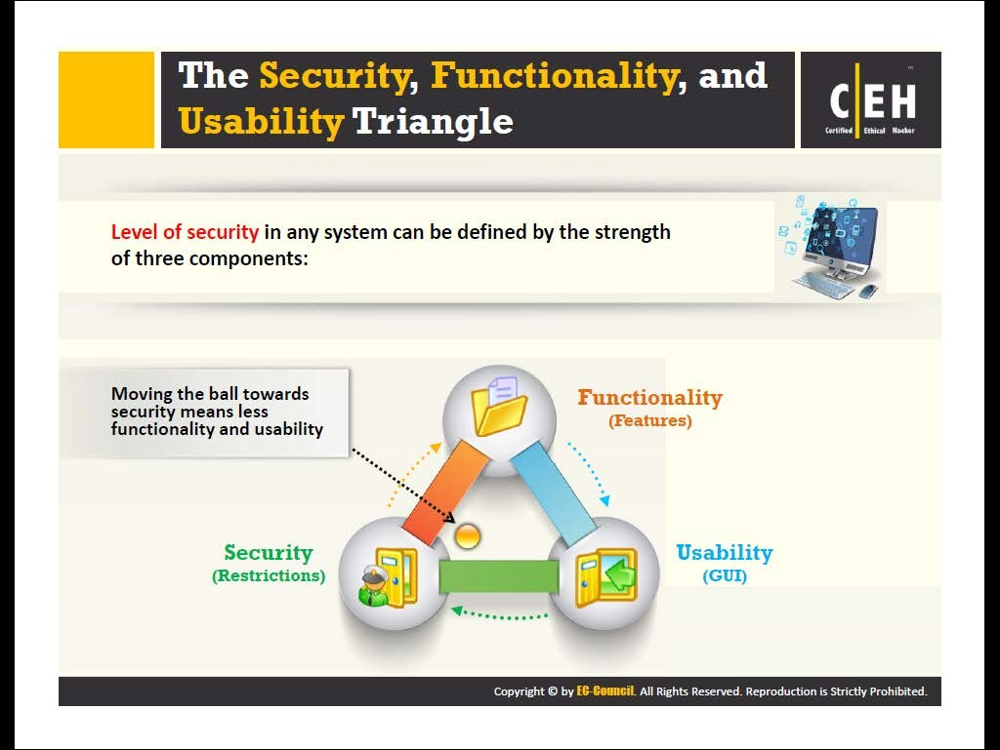 The Security, Functionality, and
Usability Triangle
C EH
™
Certified Ethical Hacker
Level of security in any system can be defined by the strength
of three components:
Moving the ball towards
security means less
functionality and usability
Functionality
(Features)
Security
(Restrictions)
Usability
(GUI)
Copyright © by EG-Council. All Rights Reserved. Reproduction is Strictly Prohibited.